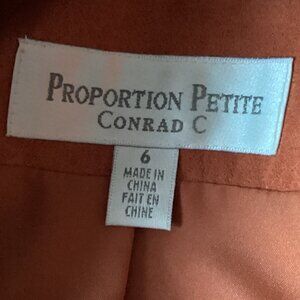 PROPORTION PETITE
CONRAD C
6
MADE IN
CHINA
FAIT EN
CHINE